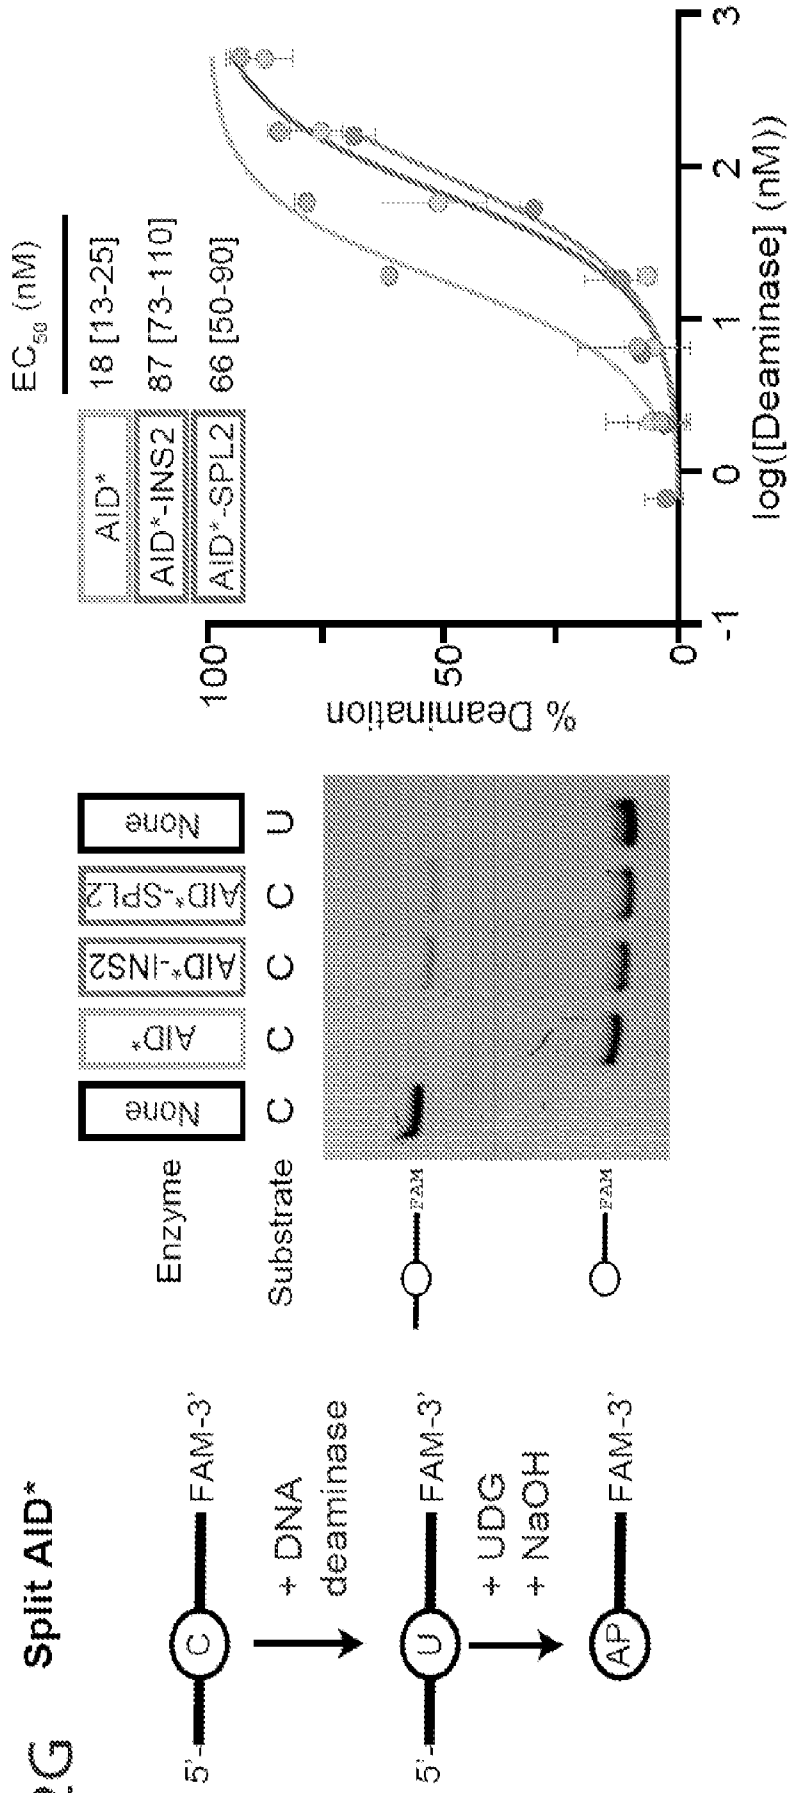 2G
Split AID*
5'-
C
FAM-3'
+ DNA
deaminase
5'-
U
FAM-3'
+ UDG
+ NaOH
AP
FAM-3'
Enzyme
None
AID*
AID*-INS2
AID*-SPL2
None
Substrate
C
C
C
C
U
FAM
FAM
EC50 (nM)
AID*
18 [13-25]
AID*-INS2
87 [73-110]
AID*-SPL2
66 [50-90]
% Deamination
100
50
0
-1
0
1
2
3
log([Deaminase] (nM))